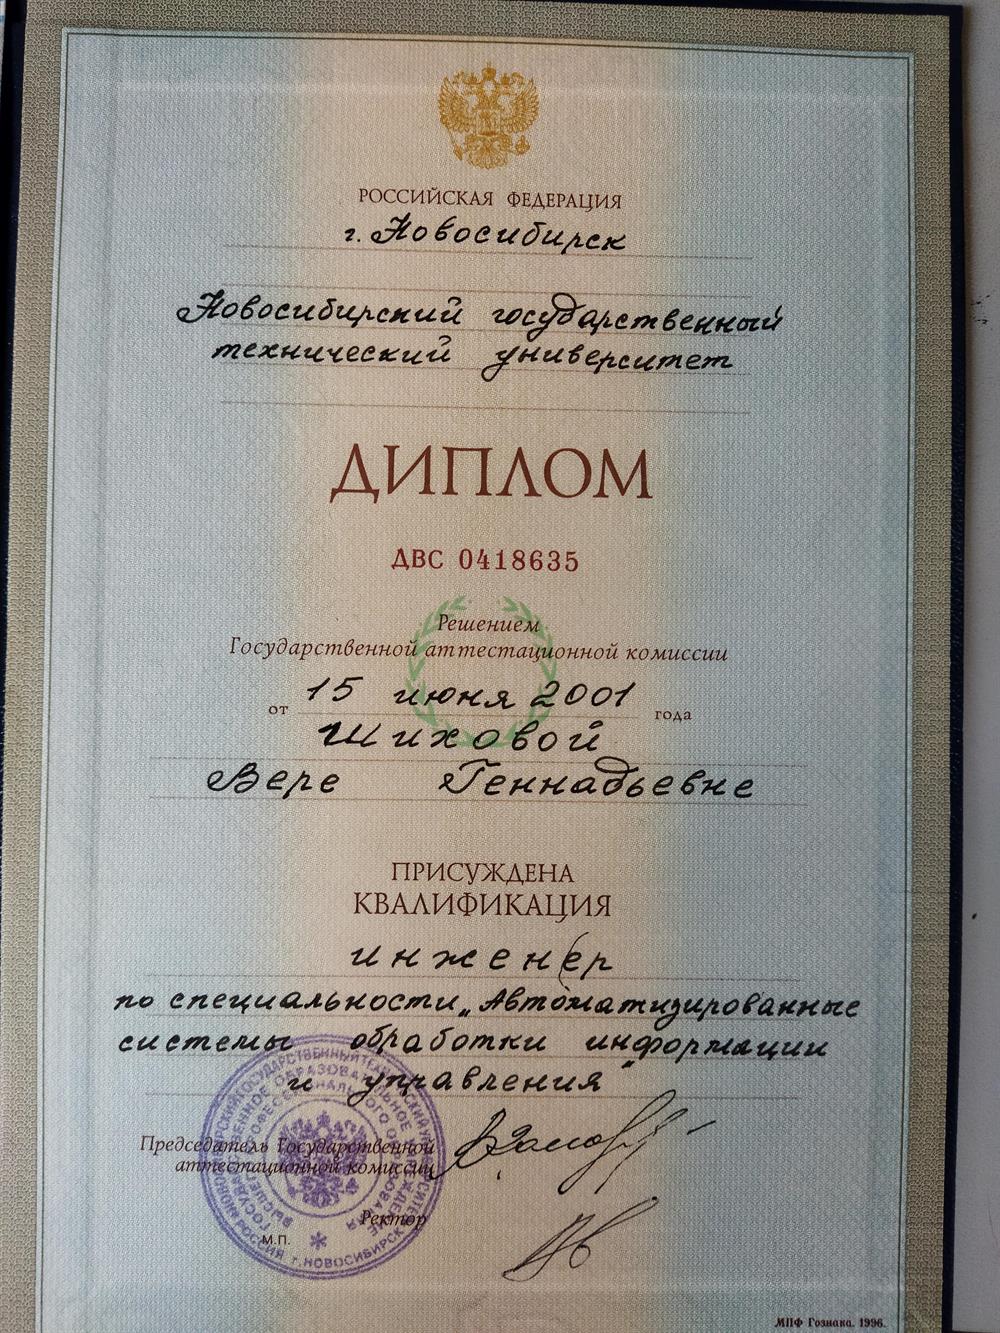 РОССИЙСКАЯ ФЕДЕРАЦИЯ
г. Новосибирск
Новосибирский государственный
технический университет
ДИПЛОМ
ДВС 0418635
Решением
Государственной аттестационной комиссии
от 15 июня 2001 года
Шиховой
Вере Геннадьевне
ПРИСУЖДЕНА
КВАЛИФИКАЦИЯ
инженер
по специальности „Автоматизированные
системы обработки информации
и управления"
Председатель Государственной
аттестационной комиссии
Ректор
М.П.
РОССИЯ г. НОВОСИБИРСК
МПФ Гознака. 1996.